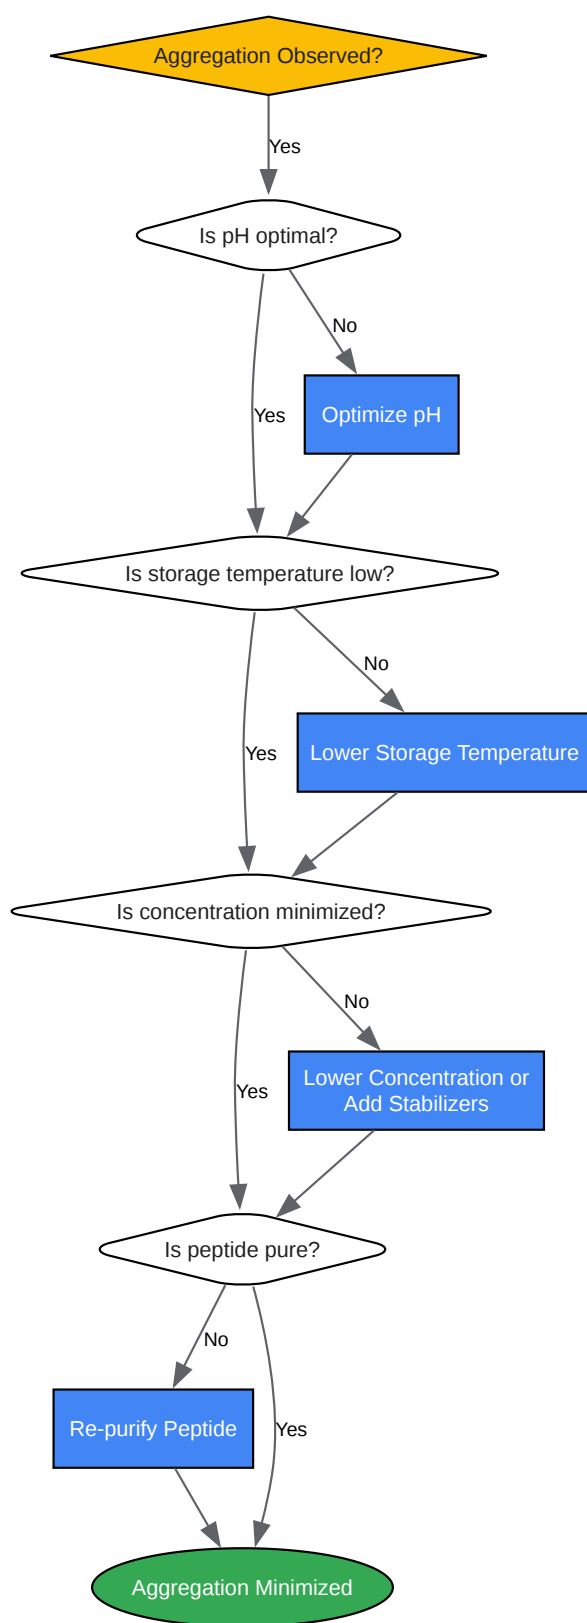 Aggregation Observed?
Yes
Is pH optimal?
No
Yes
Optimize pH
Is storage temperature low?
No
Yes
Lower Storage Temperature
Is concentration minimized?
No
Yes
Lower Concentration or
Add Stabilizers
Is peptide pure?
No
Re-purify Peptide
Yes
Aggregation Minimized